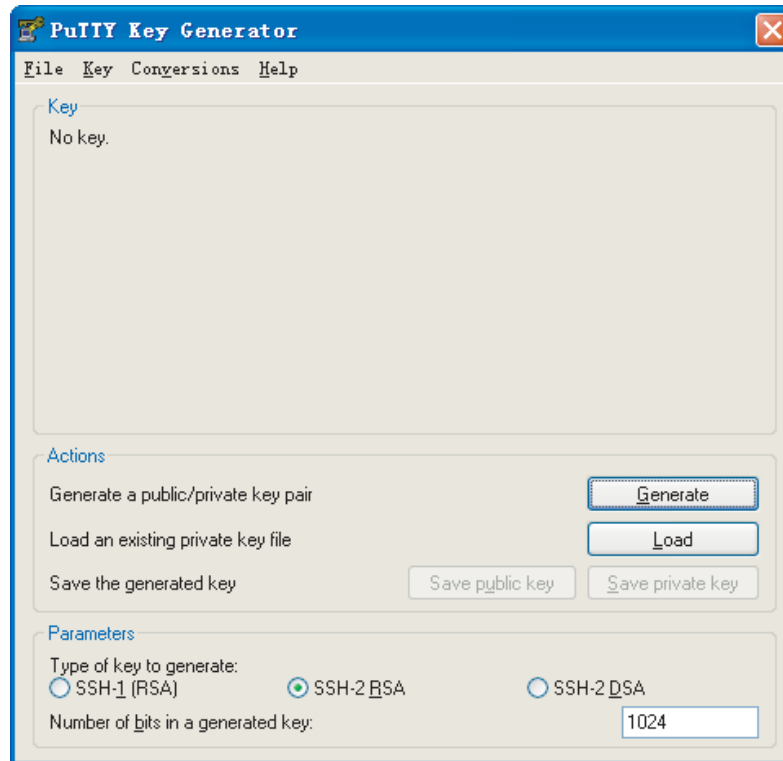 PuTTY Key Generator
File Key Conversions Help
Key
No key.
Actions
Generate a public/private key pair Generate
Load an existing private key file Load
Save the generated key Save public key Save private key
Parameters
Type of key to generate:
SSH-1 (RSA) SSH-2 RSA SSH-2 DSA
Number of bits in a generated key: 1024